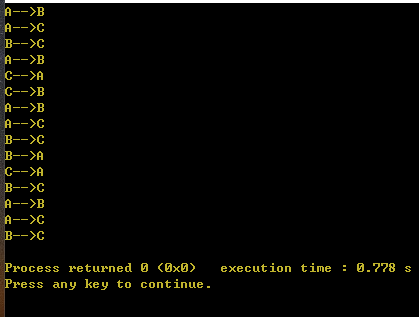 A-->B
A-->C
B-->C
A-->B
C-->A
C-->B
A-->B
A-->C
B-->C
B-->A
C-->A
B-->C
A-->B
A-->C
B-->C
Process returned 0 (0x0)   execution time : 0.778 s
Press any key to continue.